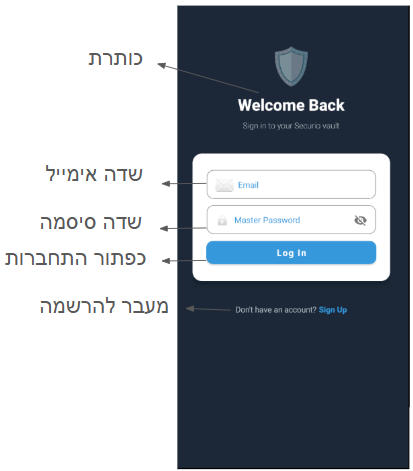 כותרת
Welcome Back
Sign in to your Securio vault
שדה אימייל
Email
שדה סיסמה
Master Password
כפתור התחברות
Log In
מעבר להרשמה
Don't have an account? Sign Up